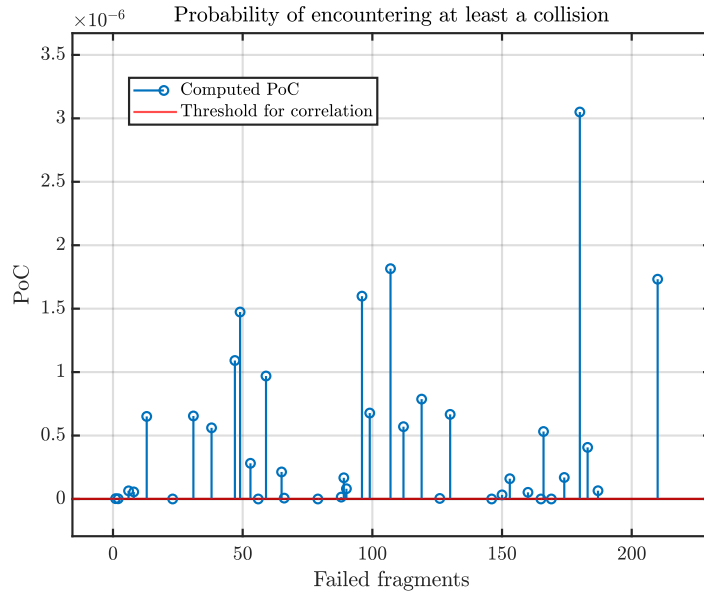 ×10⁻⁶
Probability of encountering at least a collision
3.5
3
2.5
2
1.5
1
0.5
0
PoC
Computed PoC
Threshold for correlation
0 50 100 150 200
Failed fragments